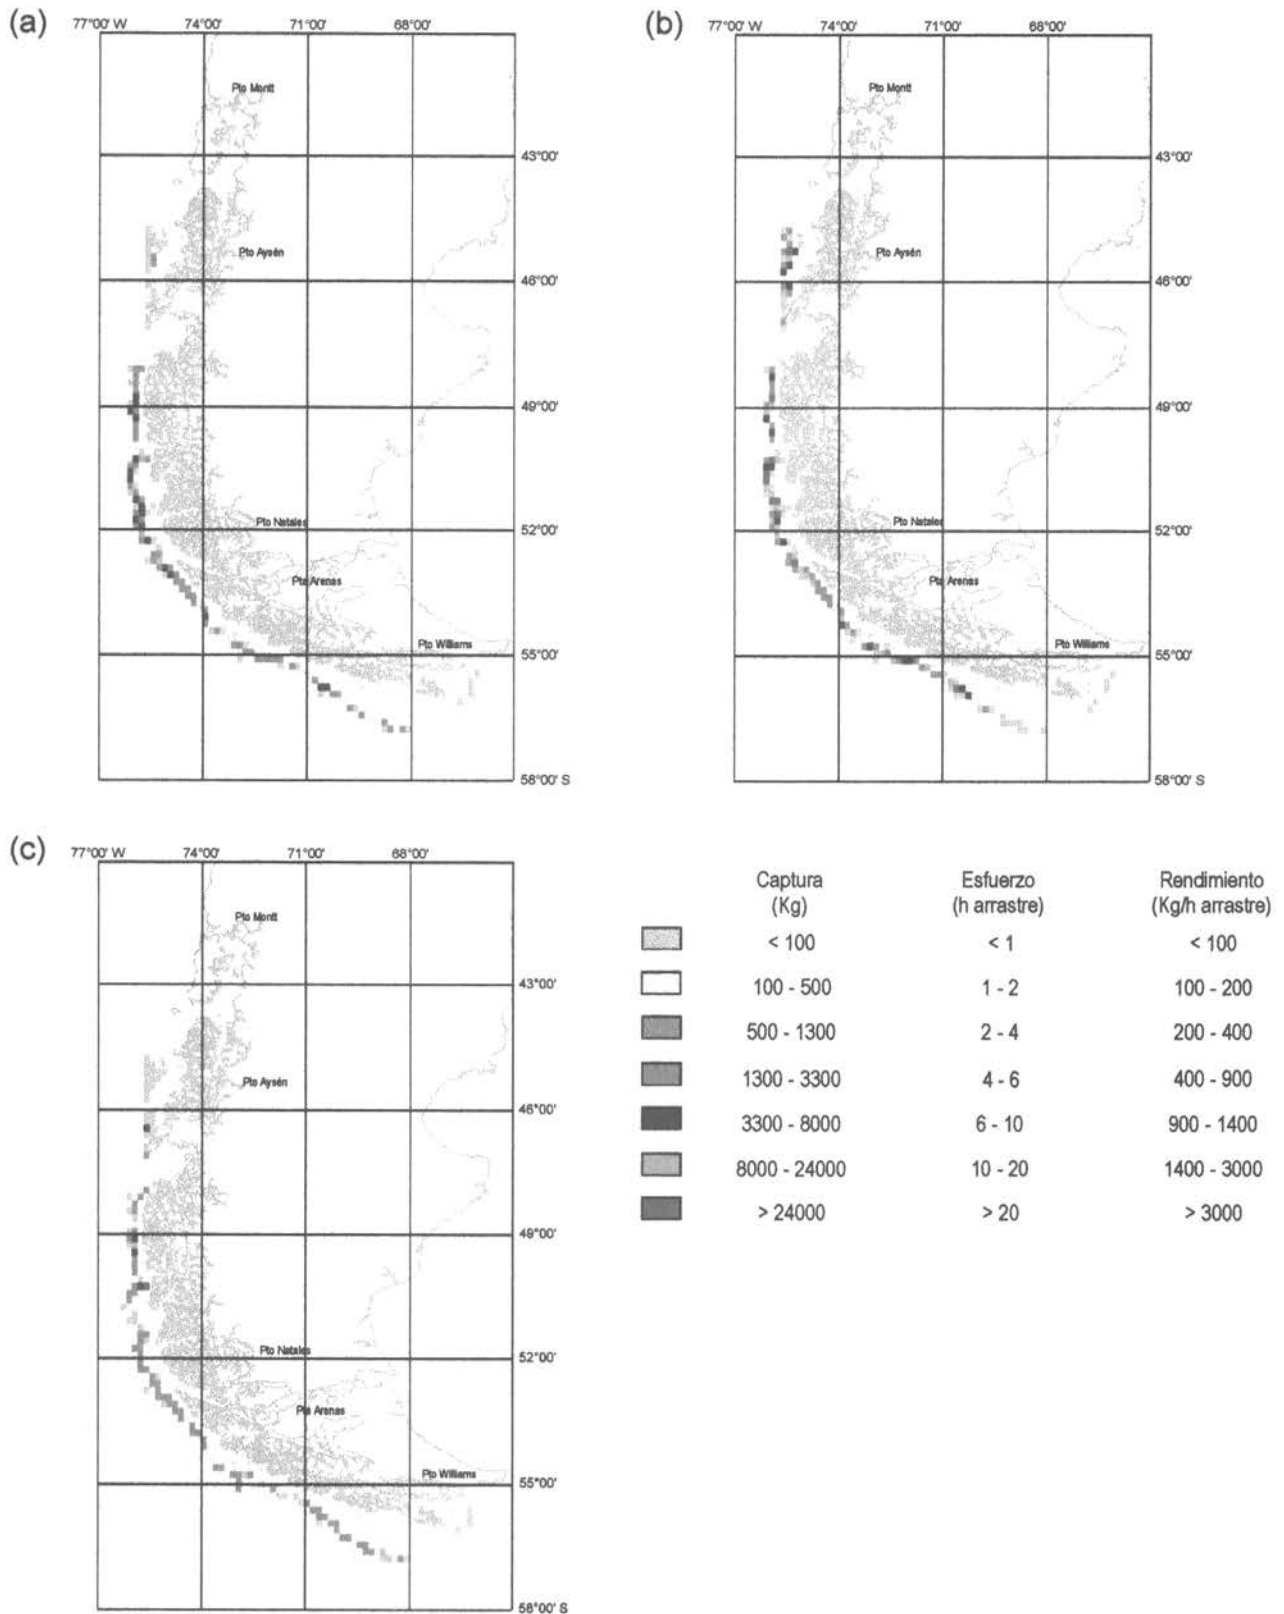 (a)
77°00' W 74°00' 71°00' 68°00'
Pto Montt
43°00'
Pto Aysén
46°00'
49°00'
Pto Natales
52°00'
Pta Arenas
Pto Williams
55°00'
58°00' S
(b)
77°00' W 74°00' 71°00' 68°00'
Pto Montt
43°00'
Pto Aysén
46°00'
49°00'
Pto Natales
52°00'
Pta Arenas
Pto Williams
55°00'
58°00' S
(c)
77°00' W 74°00' 71°00' 68°00'
Pto Montt
43°00'
Pto Aysén
46°00'
49°00'
Pto Natales
52°00'
Pta Arenas
Pto Williams
55°00'
58°00' S
Captura Esfuerzo Rendimiento
(Kg) (h arrastre) (Kg/h arrastre)
< 100 < 1 < 100
100 - 500 1 - 2 100 - 200
500 - 1300 2 - 4 200 - 400
1300 - 3300 4 - 6 400 - 900
3300 - 8000 6 - 10 900 - 1400
8000 - 24000 10 - 20 1400 - 3000
> 24000 > 20 > 3000